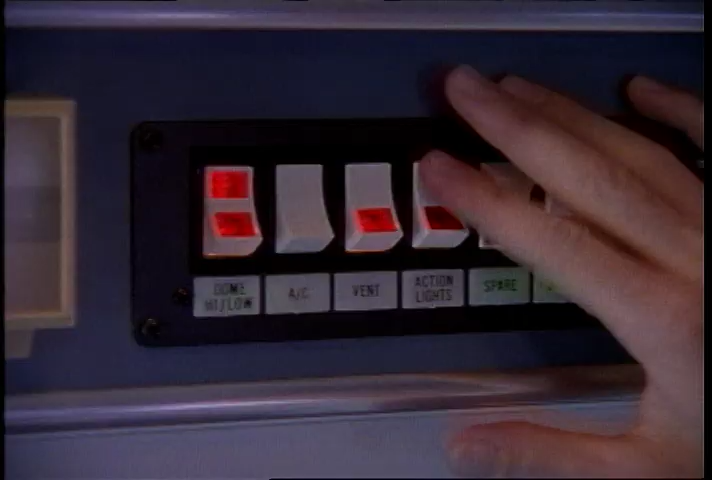 DOME
HI/LOW
A/C
VENT
ACTION
LIGHTS
SPARE